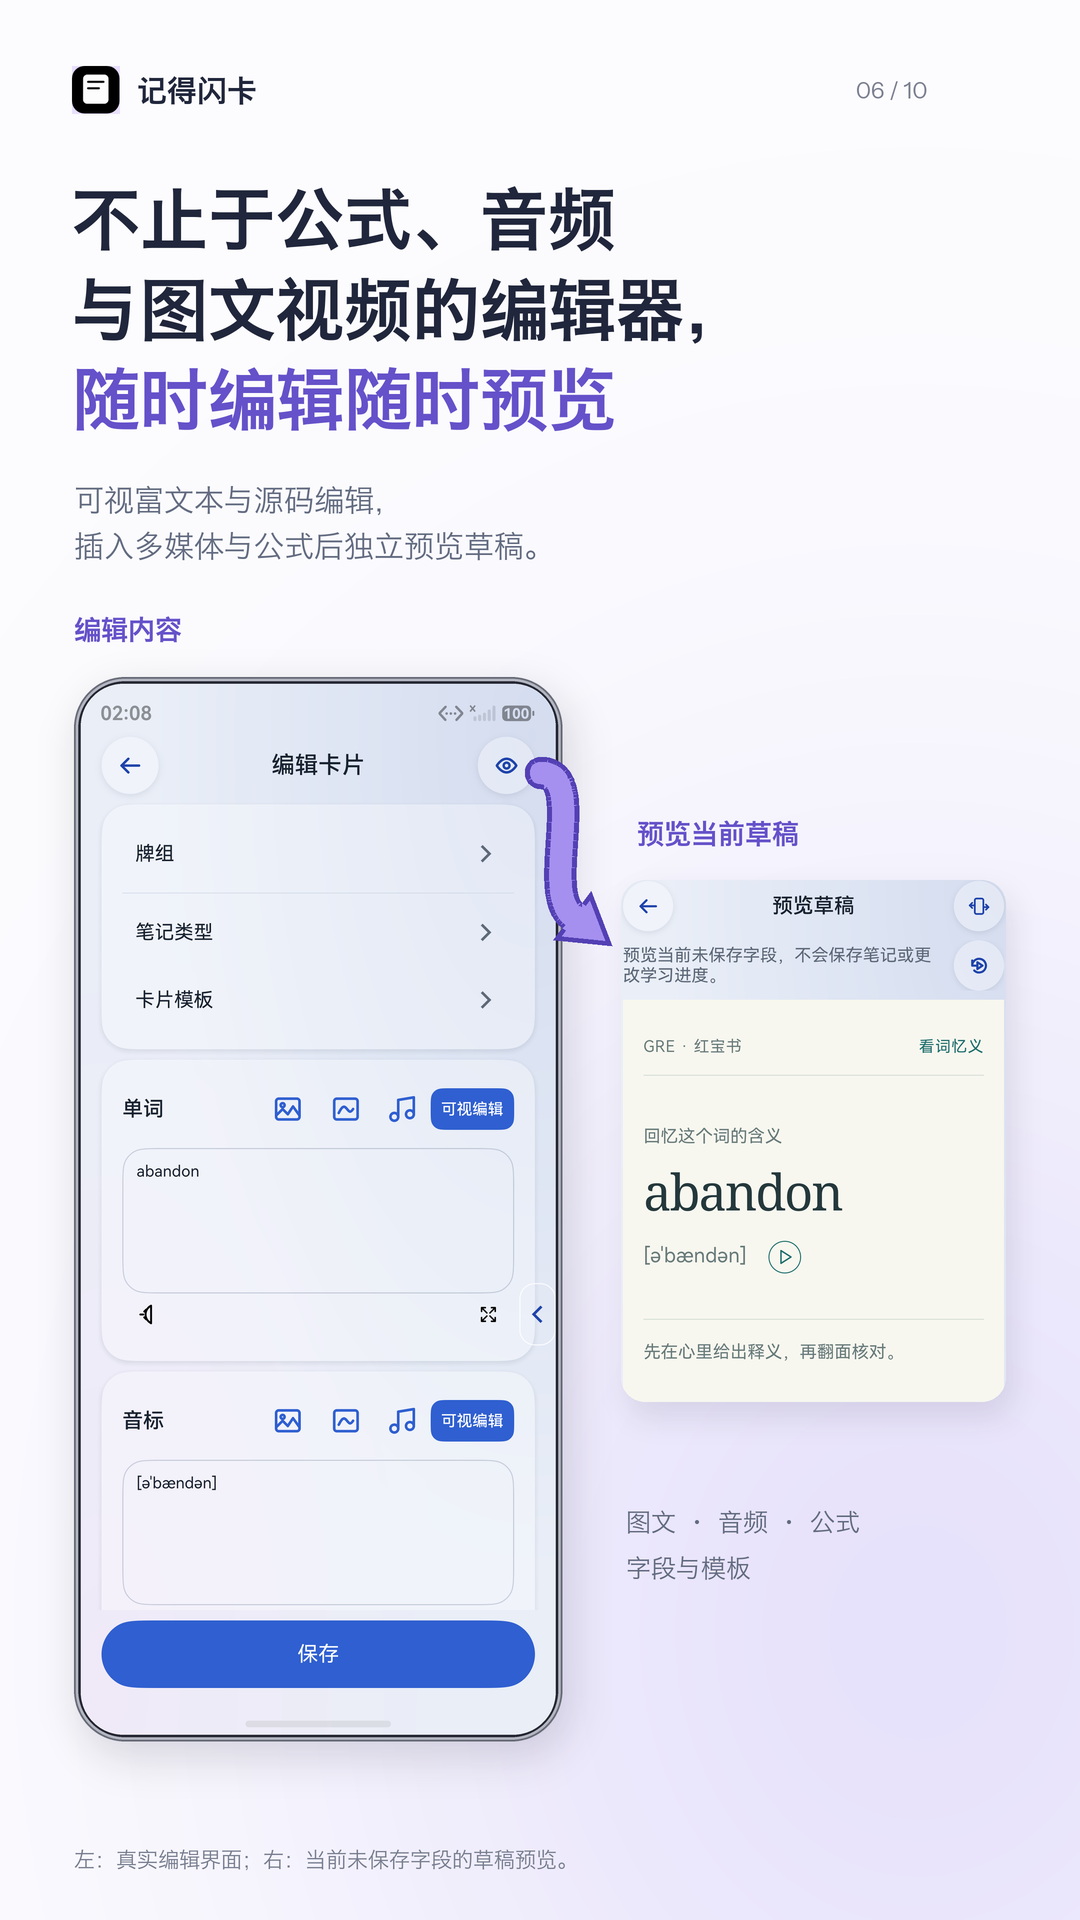 记得闪卡
06 / 10
不止于公式、音频
与图文视频的编辑器，
随时编辑随时预览
可视富文本与源码编辑，
插入多媒体与公式后独立预览草稿。
编辑内容
02:08
100
编辑卡片
牌组
笔记类型
卡片模板
单词
可视编辑
abandon
音标
可视编辑
[ə'bændən]
保存
预览当前草稿
预览草稿
预览当前未保存字段，不会保存笔记或更
改学习进度。
GRE · 红宝书
看词忆义
回忆这个词的含义
abandon
[ə'bændən]
先在心里给出释义，再翻面核对。
图文 · 音频 · 公式
字段与模板
左：真实编辑界面；右：当前未保存字段的草稿预览。